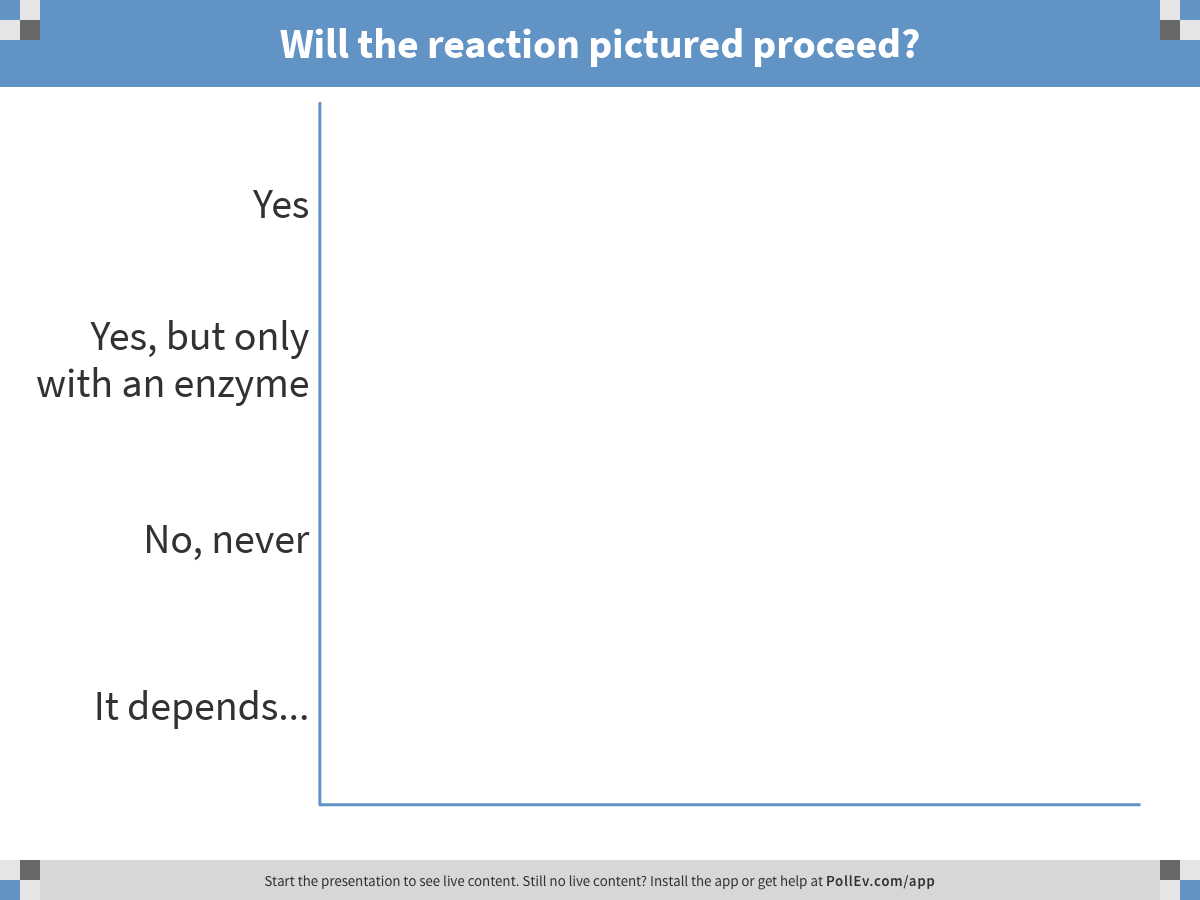 Will the reaction pictured proceed?
Yes
Yes, but only
with an enzyme
No, never
It depends...
Start the presentation to see live content. Still no live content? Install the app or get help at PollEv.com/app